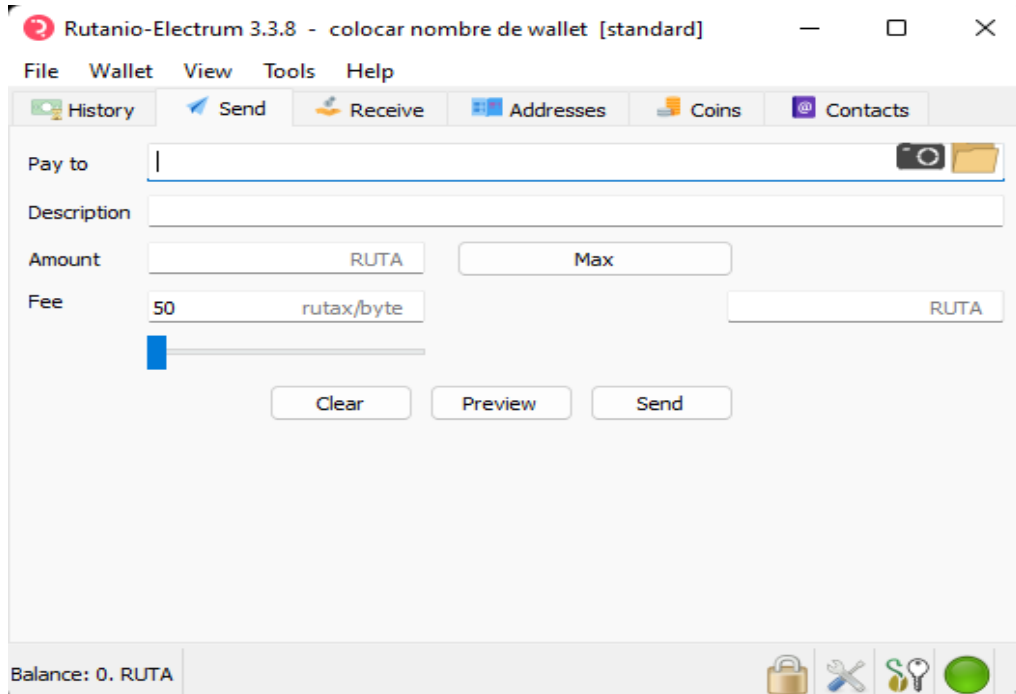 Rutanio-Electrum 3.3.8 - colocar nombre de wallet [standard]
File Wallet View Tools Help
History Send Receive Addresses Coins Contacts
Pay to
Description
Amount RUTA Max
Fee 50 rutax/byte RUTA
Clear Preview Send
Balance: 0. RUTA